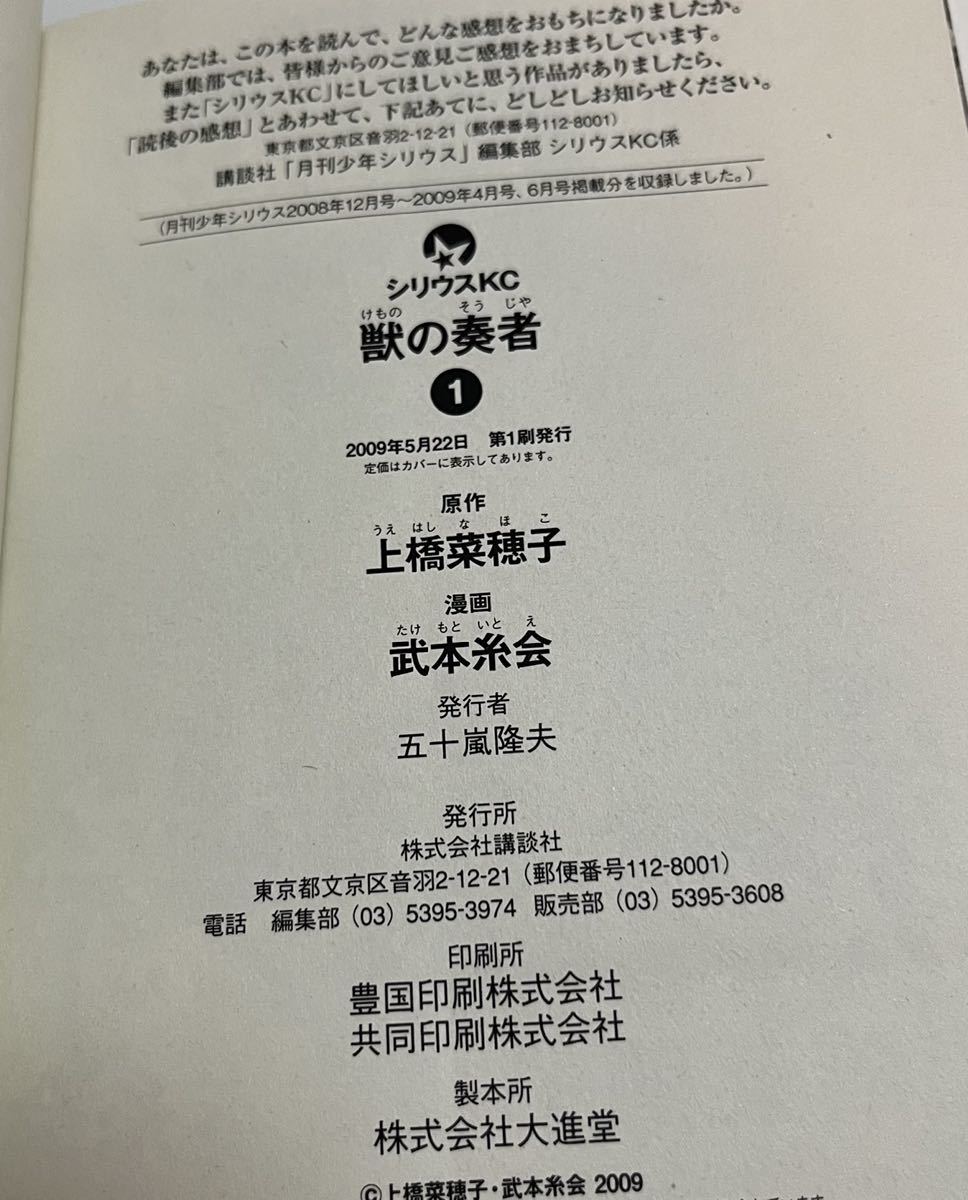 あなたは、この本を読んで、どんな感想をおもちになりましたか。
編集部では、皆様からのご意見ご感想をおまちしています。
また「シリウスKC」にしてほしいと思う作品がありましたら、
「読後の感想」とあわせて、下記あてに、どしどしお知らせください。
東京都文京区音羽2-12-21（郵便番号112-8001）
講談社「月刊少年シリウス」編集部 シリウスKC係
（月刊少年シリウス2008年12月号～2009年4月号、6月号掲載分を収録しました。）
シリウスKC
けもの そう じや
獣の奏者
1
2009年5月22日 第1刷発行
定価はカバーに表示してあります。
原作
うえ はし な ほ こ
上橋菜穂子
漫画
たけ もと いと え
武本糸会
発行者
五十嵐隆夫
発行所
株式会社講談社
東京都文京区音羽2-12-21（郵便番号112-8001）
電話 編集部（03）5395-3974 販売部（03）5395-3608
印刷所
豊国印刷株式会社
共同印刷株式会社
製本所
株式会社大進堂
©上橋菜穂子・武本糸会 2009